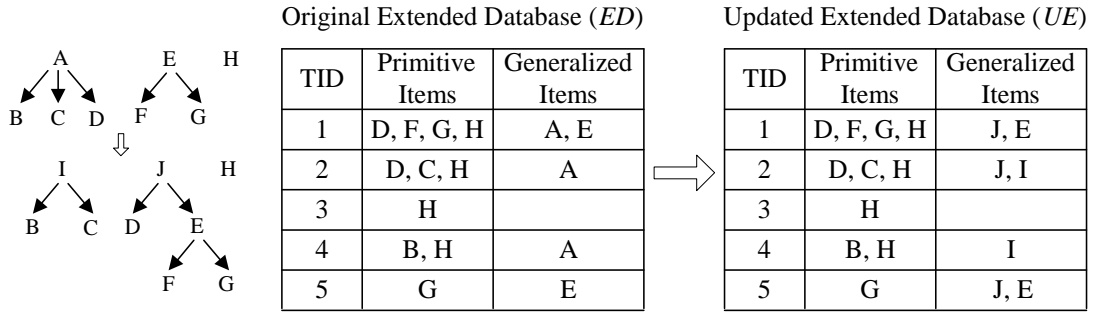 Original Extended Database (ED)
Updated Extended Database (UE)
A E H
B C D F G
I J H
B C D E
F G
TID Primitive Items Generalized Items
1 D, F, G, H A, E
2 D, C, H A
3 H
4 B, H A
5 G E
TID Primitive Items Generalized Items
1 D, F, G, H J, E
2 D, C, H J, I
3 H
4 B, H I
5 G J, E